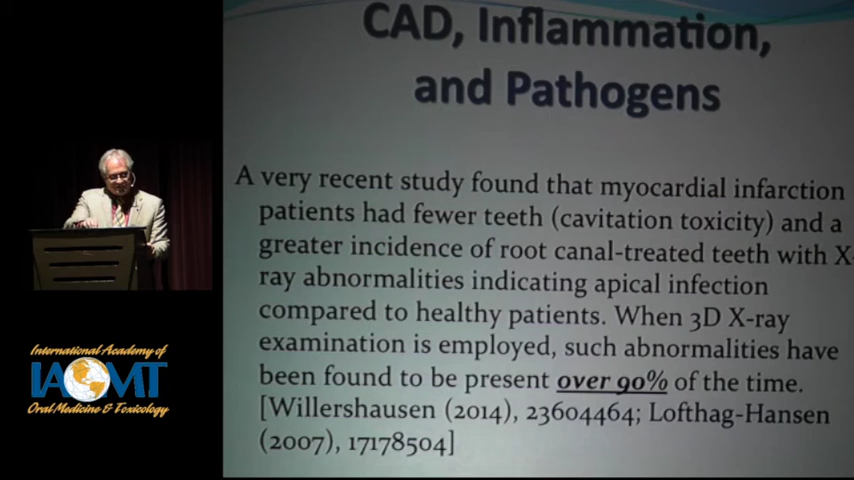 CAD, Inflammation,
and Pathogens
A very recent study found that myocardial infarction
patients had fewer teeth (cavitation toxicity) and a
greater incidence of root canal-treated teeth with X-
ray abnormalities indicating apical infection
compared to healthy patients. When 3D X-ray
examination is employed, such abnormalities have
been found to be present over 90% of the time.
[Willershausen (2014), 23604464; Lofthag-Hansen
(2007), 17178504]
International Academy of
IAOMT
Oral Medicine & Toxicology